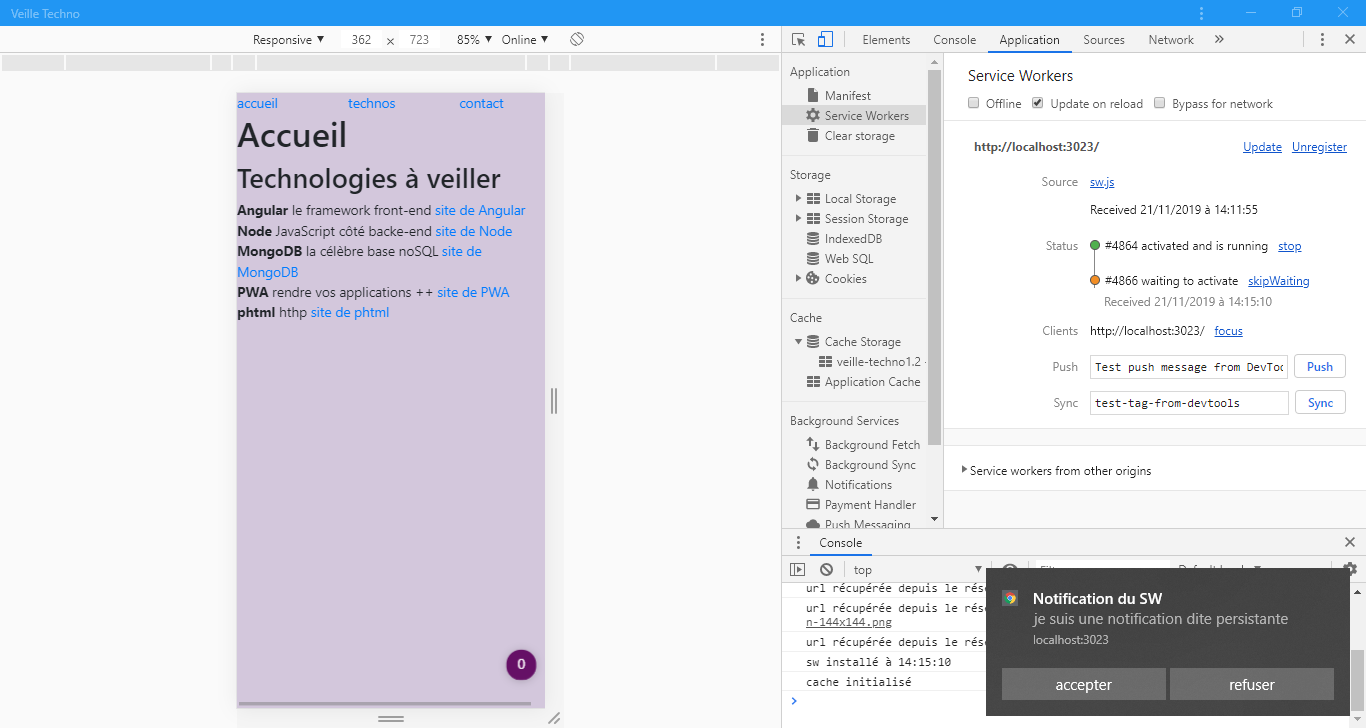 Veille Techno
Responsive ▼ 362 x 723 85% ▼ Online ▼
accueil technos contact
Accueil
Technologies à veiller
Angular le framework front-end site de Angular
Node JavaScript côté backe-end site de Node
MongoDB la célèbre base noSQL site de
MongoDB
PWA rendre vos applications ++ site de PWA
phtml hthp site de phtml
0
Elements Console Application Sources Network »
Application
Manifest
Service Workers
Clear storage
Storage
Local Storage
Session Storage
IndexedDB
Web SQL
Cookies
Cache
Cache Storage
veille-techno1.2 -
Application Cache
Background Services
Background Fetch
Background Sync
Notifications
Payment Handler
Push Messaging
Service Workers
Offline Update on reload Bypass for network
http://localhost:3023/ Update Unregister
Source sw.js
Received 21/11/2019 à 14:11:55
Status #4864 activated and is running stop
#4866 waiting to activate skipWaiting
Received 21/11/2019 à 14:15:10
Clients http://localhost:3023/ focus
Push Test push message from DevToo Push
Sync test-tag-from-devtools Sync
Service workers from other origins
Console
top
url récupérée depuis le rés
url récupérée depuis le rés
n-144x144.png
url récupérée depuis le rés
sw installé à 14:15:10
cache initialisé
Notification du SW
je suis une notification dite persistante
localhost:3023
accepter refuser